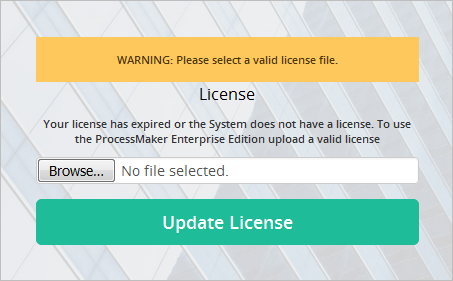 WARNING: Please select a valid license file.
License
Your license has expired or the System does not have a license. To use
the ProcessMaker Enterprise Edition upload a valid license
Browse... No file selected.
Update License